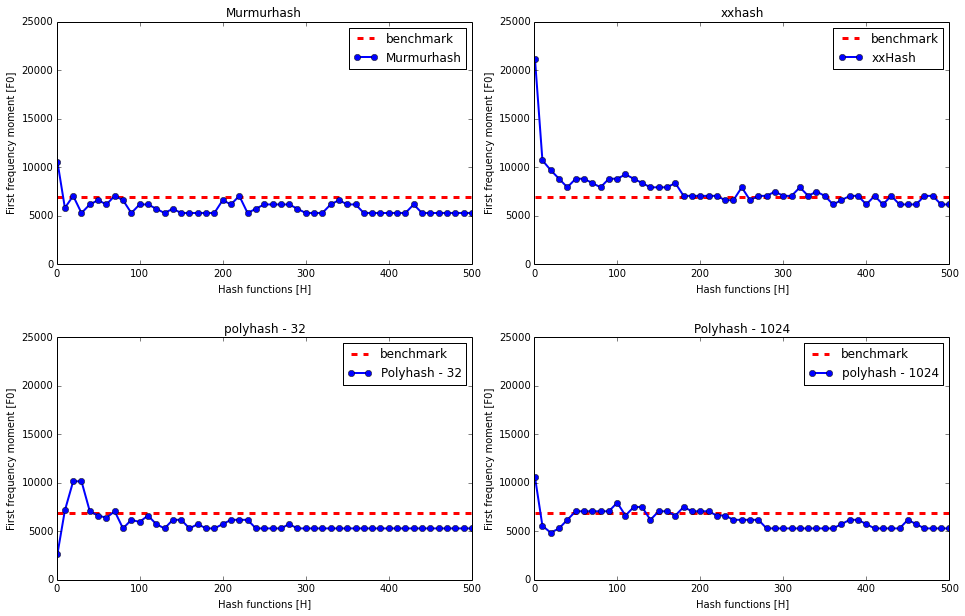 Murmurhash
25000
20000
15000
10000
5000
0
First frequency moment [F0]
benchmark
Murmurhash
0 100 200 300 400 500
Hash functions [H]
xxhash
25000
20000
15000
10000
5000
0
First frequency moment [F0]
benchmark
xxHash
0 100 200 300 400 500
Hash functions [H]
polyhash - 32
25000
20000
15000
10000
5000
0
First frequency moment [F0]
benchmark
Polyhash - 32
0 100 200 300 400 500
Hash functions [H]
Polyhash - 1024
25000
20000
15000
10000
5000
0
First frequency moment [F0]
benchmark
polyhash - 1024
0 100 200 300 400 500
Hash functions [H]